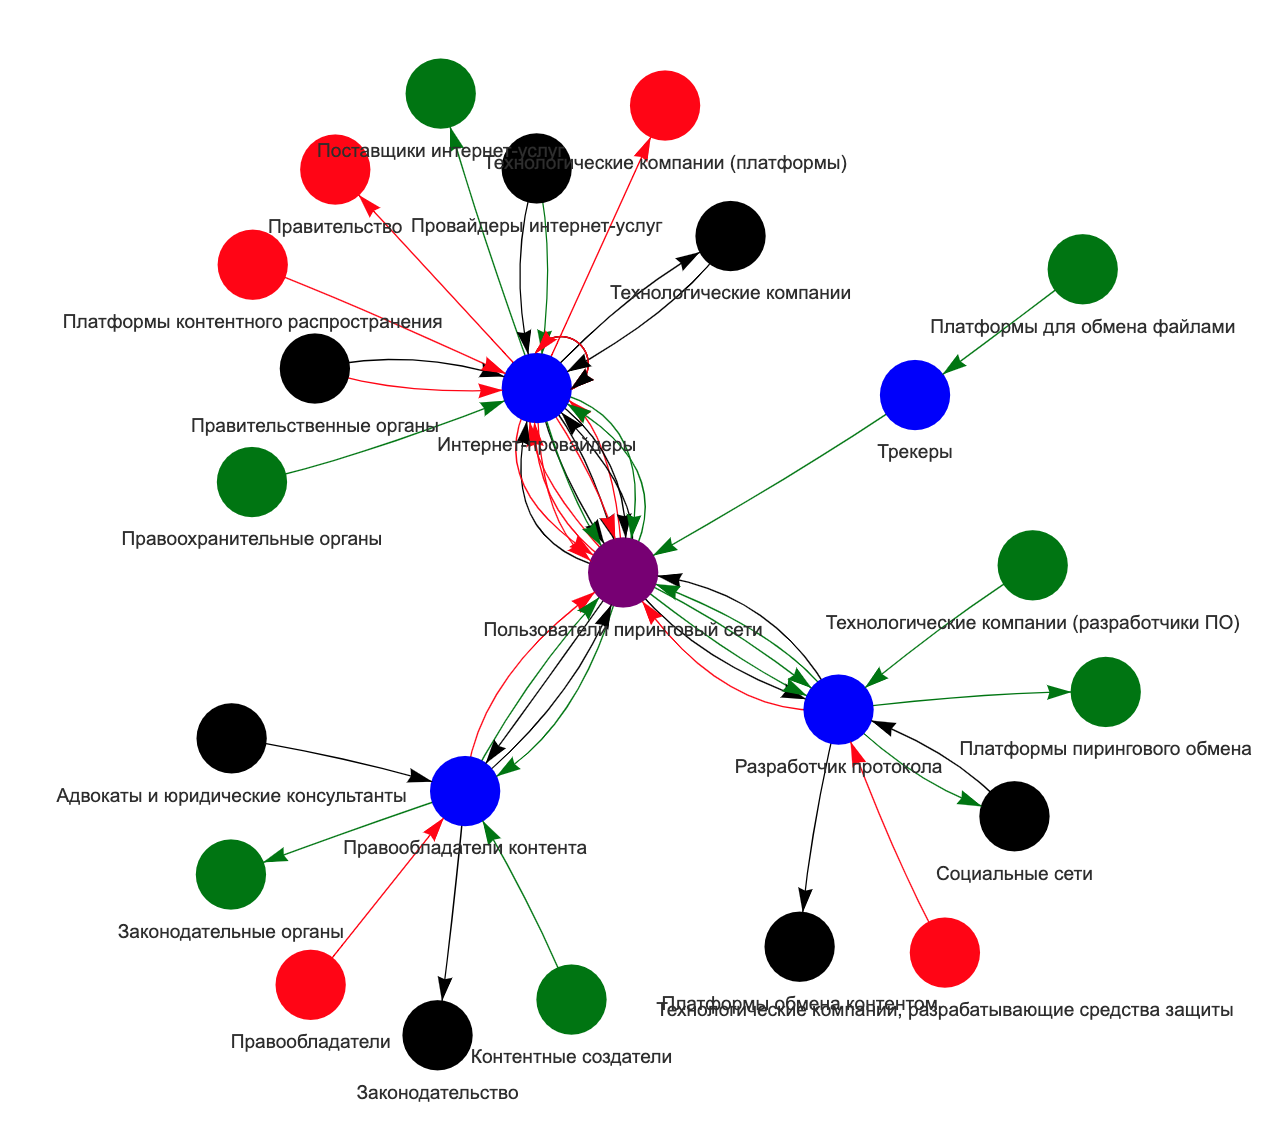 Поставщики интернет-услуг
Технологические компании (платформы)
Правительство
Провайдеры интернет-услуг
Технологические компании
Платформы контентного распространения
Платформы для обмена файлами
Правительственные органы
Интернет-провайдеры
Трекеры
Правоохранительные органы
Пользователи пиринговый сети
Технологические компании (разработчики ПО)
Платформы пирингового обмена
Разработчик протокола
Адвокаты и юридические консультанты
Правообладатели контента
Социальные сети
Законодательные органы
Платформы обмена контентом
Технологические компании, разрабатывающие средства защиты
Правообладатели
Контентные создатели
Законодательство